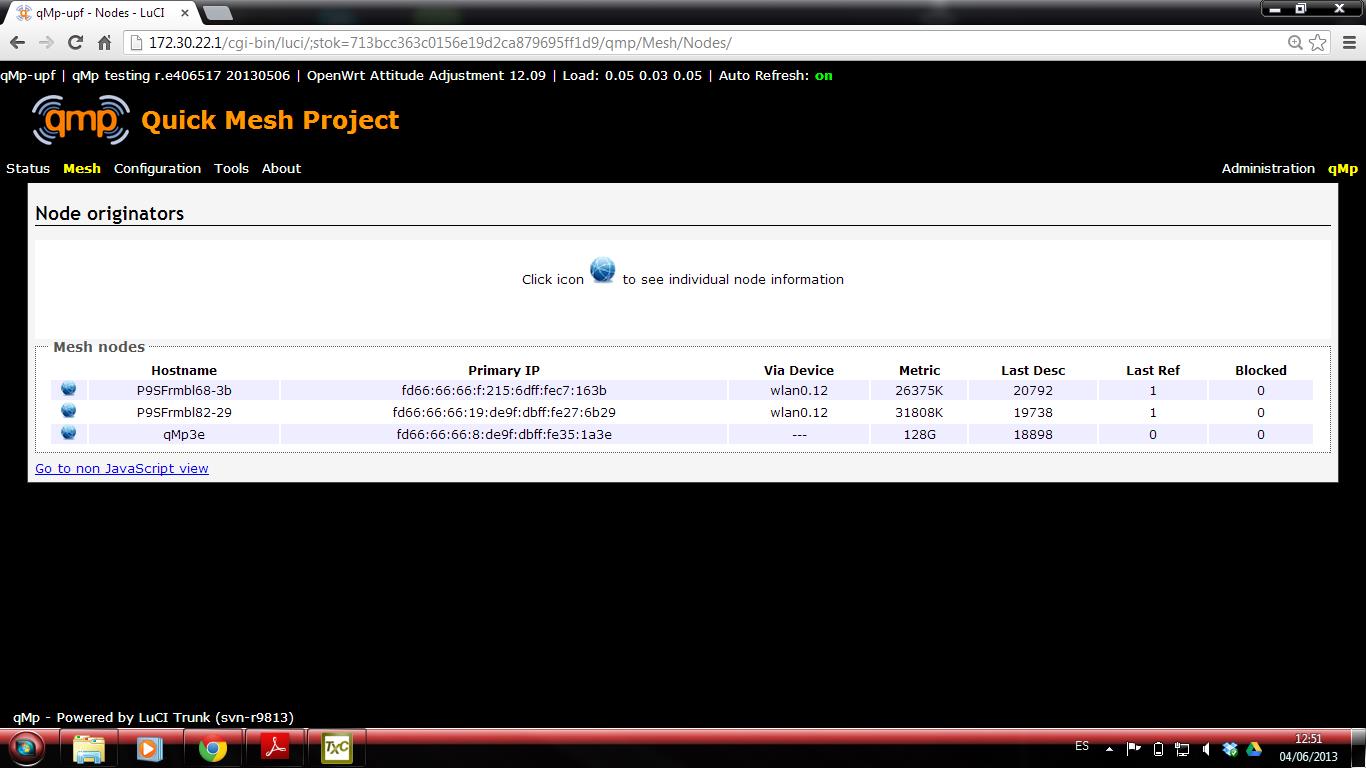 qMp-upf - Nodes - LuCI
172.30.22.1/cgi-bin/luci/;stok=713bcc363c0156e19d2ca879695ff1d9/qmp/Mesh/Nodes/
qMp-upf | qMp testing r.e406517 20130506 | OpenWrt Attitude Adjustment 12.09 | Load: 0.05 0.03 0.05 | Auto Refresh: on
qmp Quick Mesh Project
Status Mesh Configuration Tools About Administration qMp
Node originators
Click icon to see individual node information
Mesh nodes
Hostname Primary IP Via Device Metric Last Desc Last Ref Blocked
P9SFrmbl68-3b fd66:66:66:f:215:6dff:fec7:163b wlan0.12 26375K 20792 1 0
P9SFrmbl82-29 fd66:66:66:19:de9f:dbff:fe27:6b29 wlan0.12 31808K 19738 1 0
qMp3e fd66:66:66:8:de9f:dbff:fe35:1a3e --- 128G 18898 0 0
Go to non JavaScript view
qMp - Powered by LuCI Trunk (svn-r9813)
TxC
ES
12:51
04/06/2013